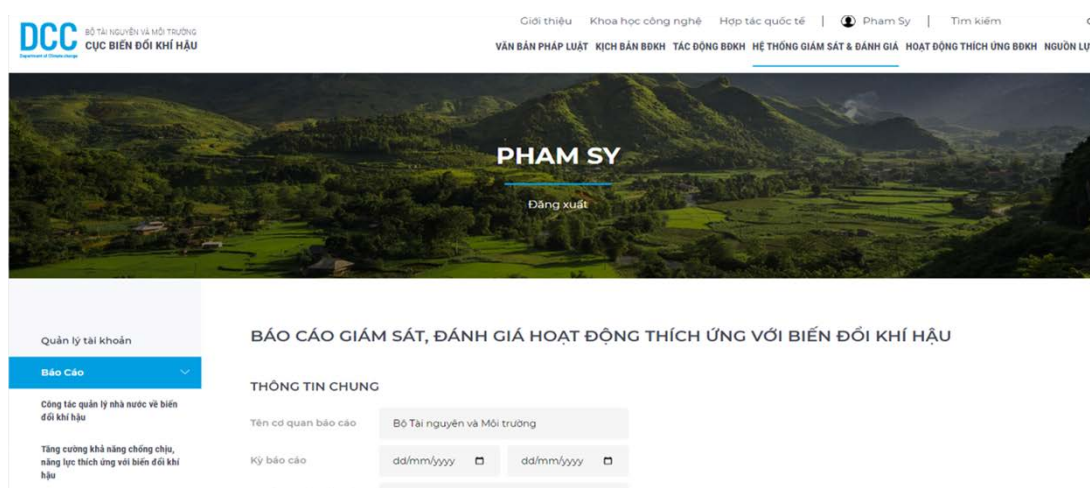 DCC
BỘ TÀI NGUYÊN VÀ MÔI TRƯỜNG
CỤC BIẾN ĐỔI KHÍ HẬU
Department of Climate change
Giới thiệu Khoa học công nghệ Hợp tác quốc tế | Pham Sy | Tìm kiếm
VĂN BẢN PHÁP LUẬT KỊCH BẢN BĐKH TÁC ĐỘNG BĐKH HỆ THỐNG GIÁM SÁT & ĐÁNH GIÁ HOẠT ĐỘNG THÍCH ỨNG BĐKH NGUỒN
PHAM SY
Đăng xuất
Quản lý tài khoản
Báo Cáo
Công tác quản lý nhà nước về biến
đổi khí hậu
Tăng cường khả năng chống chịu,
năng lực thích ứng với biến đổi khí
hậu
BÁO CÁO GIÁM SÁT, ĐÁNH GIÁ HOẠT ĐỘNG THÍCH ỨNG VỚI BIẾN ĐỔI KHÍ HẬU
THÔNG TIN CHUNG
Tên cơ quan báo cáo Bộ Tài nguyên và Môi trường
Kỳ báo cáo dd/mm/yyyy dd/mm/yyyy